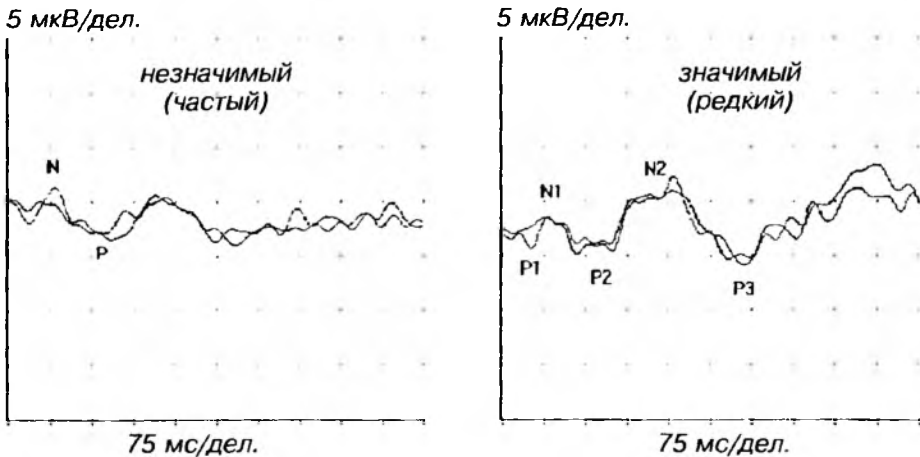 5 мкВ/дел.
незначимый
(частый)
N
P
75 мс/дел.
5 мкВ/дел.
значимый
(редкий)
N1
N2
P1
P2
P3
75 мс/дел.